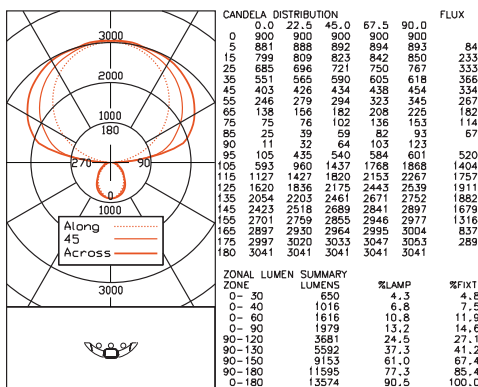 3000
2000
1000
180
270
90
0
1000
Along
45
Across
3000
CANDELA DISTRIBUTION FLUX
0.0 22.5 45.0 67.5 90.0
0 900 900 900 900 900
5 881 888 892 894 893 84
15 799 809 823 842 850 233
25 685 696 721 750 767 333
35 551 565 590 605 618 366
45 403 426 434 438 454 334
55 246 279 294 323 345 267
65 138 156 182 208 225 182
75 75 76 102 136 153 114
85 25 39 59 82 93 67
90 11 32 64 103 123
95 105 435 540 584 601 520
105 593 960 1437 1768 1868 1404
115 1127 1427 1820 2153 2267 1757
125 1620 1836 2175 2443 2539 1911
135 2054 2203 2461 2671 2752 1882
145 2423 2518 2689 2841 2897 1679
155 2701 2759 2855 2946 2977 1316
165 2897 2930 2964 2995 3004 837
175 2997 3020 3033 3047 3053 289
180 3041 3041 3041 3041 3041
ZONAL LUMEN SUMMARY
ZONE LUMENS %LAMP %FIXT
0- 30 650 4.3 4.8
0- 40 1016 6.8 7.5
0- 60 1616 10.8 11.9
0- 90 1979 13.2 14.6
90-120 3681 24.5 27.1
90-130 5592 37.3 41.2
90-150 9153 61.0 67.4
90-180 11595 77.3 85.4
0-180 13574 90.5 100.0